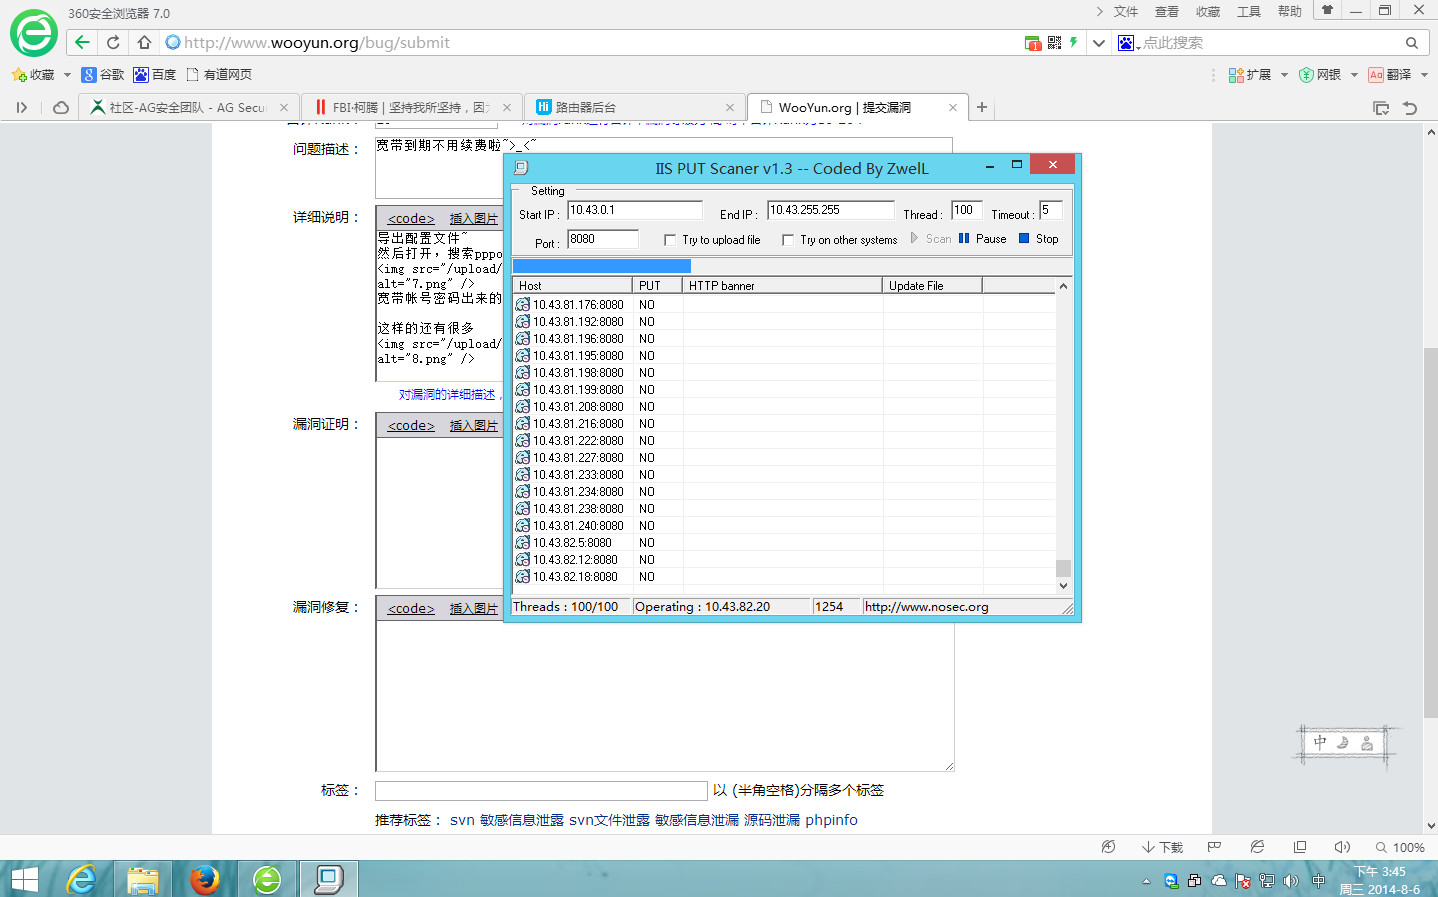 360安全浏览器 7.0
文件 查看 收藏 工具 帮助
http://www.wooyun.org/bug/submit
点此搜索
收藏 谷歌 百度 有道网页
扩展 网银 翻译
社区-AG安全团队 - AG Secu
FBI·柯腾 | 坚持我所坚持，因
路由器后台
WooYun.org | 提交漏洞
问题描述：
宽带到期不用续费啦~>_<~
详细说明：
<code> 插入图片
导出配置文件~
然后打开，搜索pppo
<img src="/upload/
alt="7.png" />
宽带帐号密码出来的
这样的还有很多
<img src="/upload/
alt="8.png" />
对漏洞的详细描述，
漏洞证明：
<code> 插入图片
漏洞修复：
<code> 插入图片
标签：
以 (半角空格)分隔多个标签
推荐标签： svn 敏感信息泄露 svn文件泄露 敏感信息泄漏 源码泄漏 phpinfo
IIS PUT Scaner v1.3 -- Coded By ZwelL
Setting
Start IP : 10.43.0.1 End IP : 10.43.255.255 Thread : 100 Timeout : 5
Port : 8080 Try to upload file Try on other systems Scan Pause Stop
Host PUT HTTP banner Update File
10.43.81.176:8080 NO
10.43.81.192:8080 NO
10.43.81.196:8080 NO
10.43.81.195:8080 NO
10.43.81.198:8080 NO
10.43.81.199:8080 NO
10.43.81.208:8080 NO
10.43.81.216:8080 NO
10.43.81.222:8080 NO
10.43.81.227:8080 NO
10.43.81.233:8080 NO
10.43.81.234:8080 NO
10.43.81.238:8080 NO
10.43.81.240:8080 NO
10.43.82.5:8080 NO
10.43.82.12:8080 NO
10.43.82.18:8080 NO
Threads : 100/100 Operating : 10.43.82.20 1254 http://www.nosec.org
中
下载
100%
中
下午 3:45
周三 2014-8-6